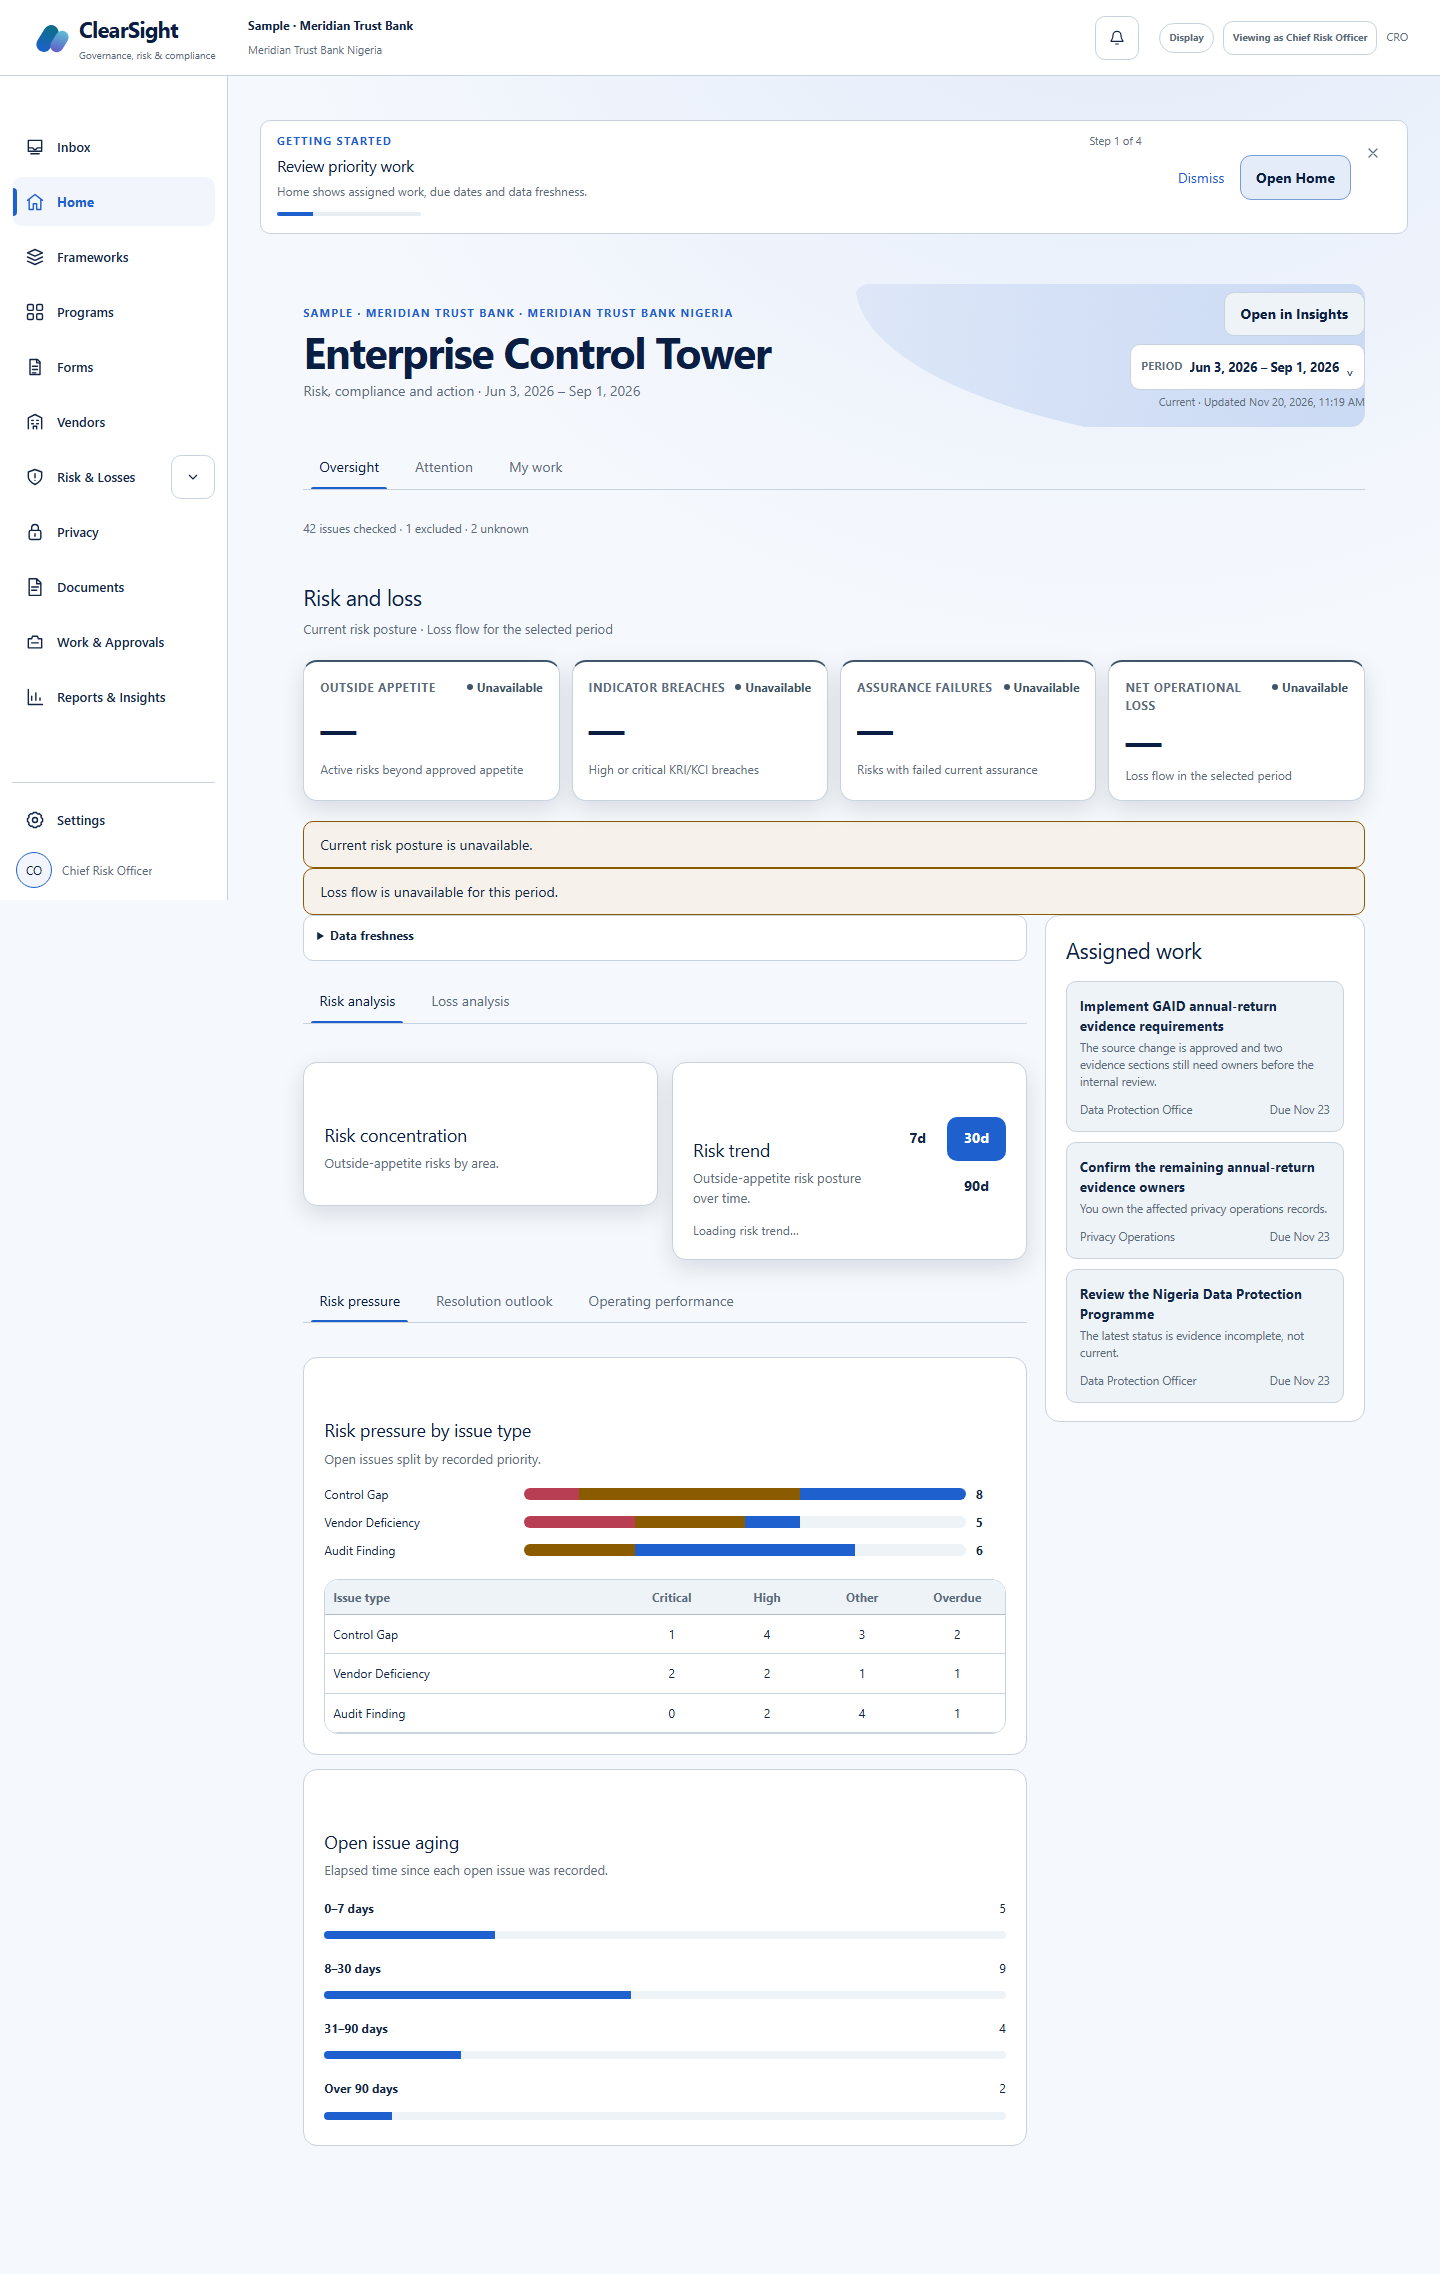 ClearSight
Governance, risk & compliance
Sample · Meridian Trust Bank
Meridian Trust Bank Nigeria
Display
Viewing as Chief Risk Officer
CRO
Inbox
Home
Frameworks
Programs
Forms
Vendors
Risk & Losses
Privacy
Documents
Work & Approvals
Reports & Insights
Settings
CO
Chief Risk Officer
GETTING STARTED
Step 1 of 4
Review priority work
Home shows assigned work, due dates and data freshness.
Dismiss
Open Home
SAMPLE · MERIDIAN TRUST BANK · MERIDIAN TRUST BANK NIGERIA
Enterprise Control Tower
Risk, compliance and action · Jun 3, 2026 – Sep 1, 2026
Open in Insights
PERIOD Jun 3, 2026 – Sep 1, 2026
Current · Updated Nov 20, 2026, 11:19 AM
Oversight
Attention
My work
42 issues checked · 1 excluded · 2 unknown
Risk and loss
Current risk posture · Loss flow for the selected period
OUTSIDE APPETITE
Unavailable
—
Active risks beyond approved appetite
INDICATOR BREACHES
Unavailable
—
High or critical KRI/KCI breaches
ASSURANCE FAILURES
Unavailable
—
Risks with failed current assurance
NET OPERATIONAL
LOSS
Unavailable
—
Loss flow in the selected period
Current risk posture is unavailable.
Loss flow is unavailable for this period.
Data freshness
Risk analysis
Loss analysis
Risk concentration
Outside-appetite risks by area.
Risk trend
Outside-appetite risk posture
over time.
7d
30d
90d
Loading risk trend...
Risk pressure
Resolution outlook
Operating performance
Risk pressure by issue type
Open issues split by recorded priority.
Control Gap 8
Vendor Deficiency 5
Audit Finding 6
Issue type Critical High Other Overdue
Control Gap 1 4 3 2
Vendor Deficiency 2 2 1 1
Audit Finding 0 2 4 1
Open issue aging
Elapsed time since each open issue was recorded.
0–7 days 5
8–30 days 9
31–90 days 4
Over 90 days 2
Assigned work
Implement GAID annual-return
evidence requirements
The source change is approved and two
evidence sections still need owners before the
internal review.
Data Protection Office Due Nov 23
Confirm the remaining annual-return
evidence owners
You own the affected privacy operations records.
Privacy Operations Due Nov 23
Review the Nigeria Data Protection
Programme
The latest status is evidence incomplete, not
current.
Data Protection Officer Due Nov 23